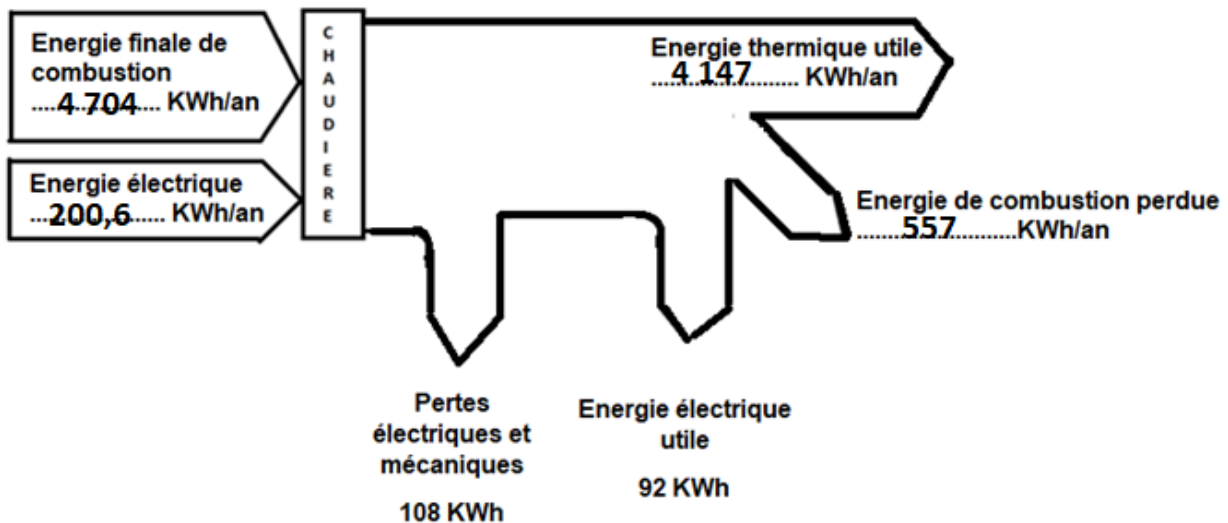 Energie finale de
combustion
....4 704.... KWh/an
Energie électrique
...200,6...... KWh/an
CHAUDIERE
Energie thermique utile
....4 147........ KWh/an
Energie de combustion perdue
.......557...........KWh/an
Pertes
électriques et
mécaniques
108 KWh
Energie électrique
utile
92 KWh